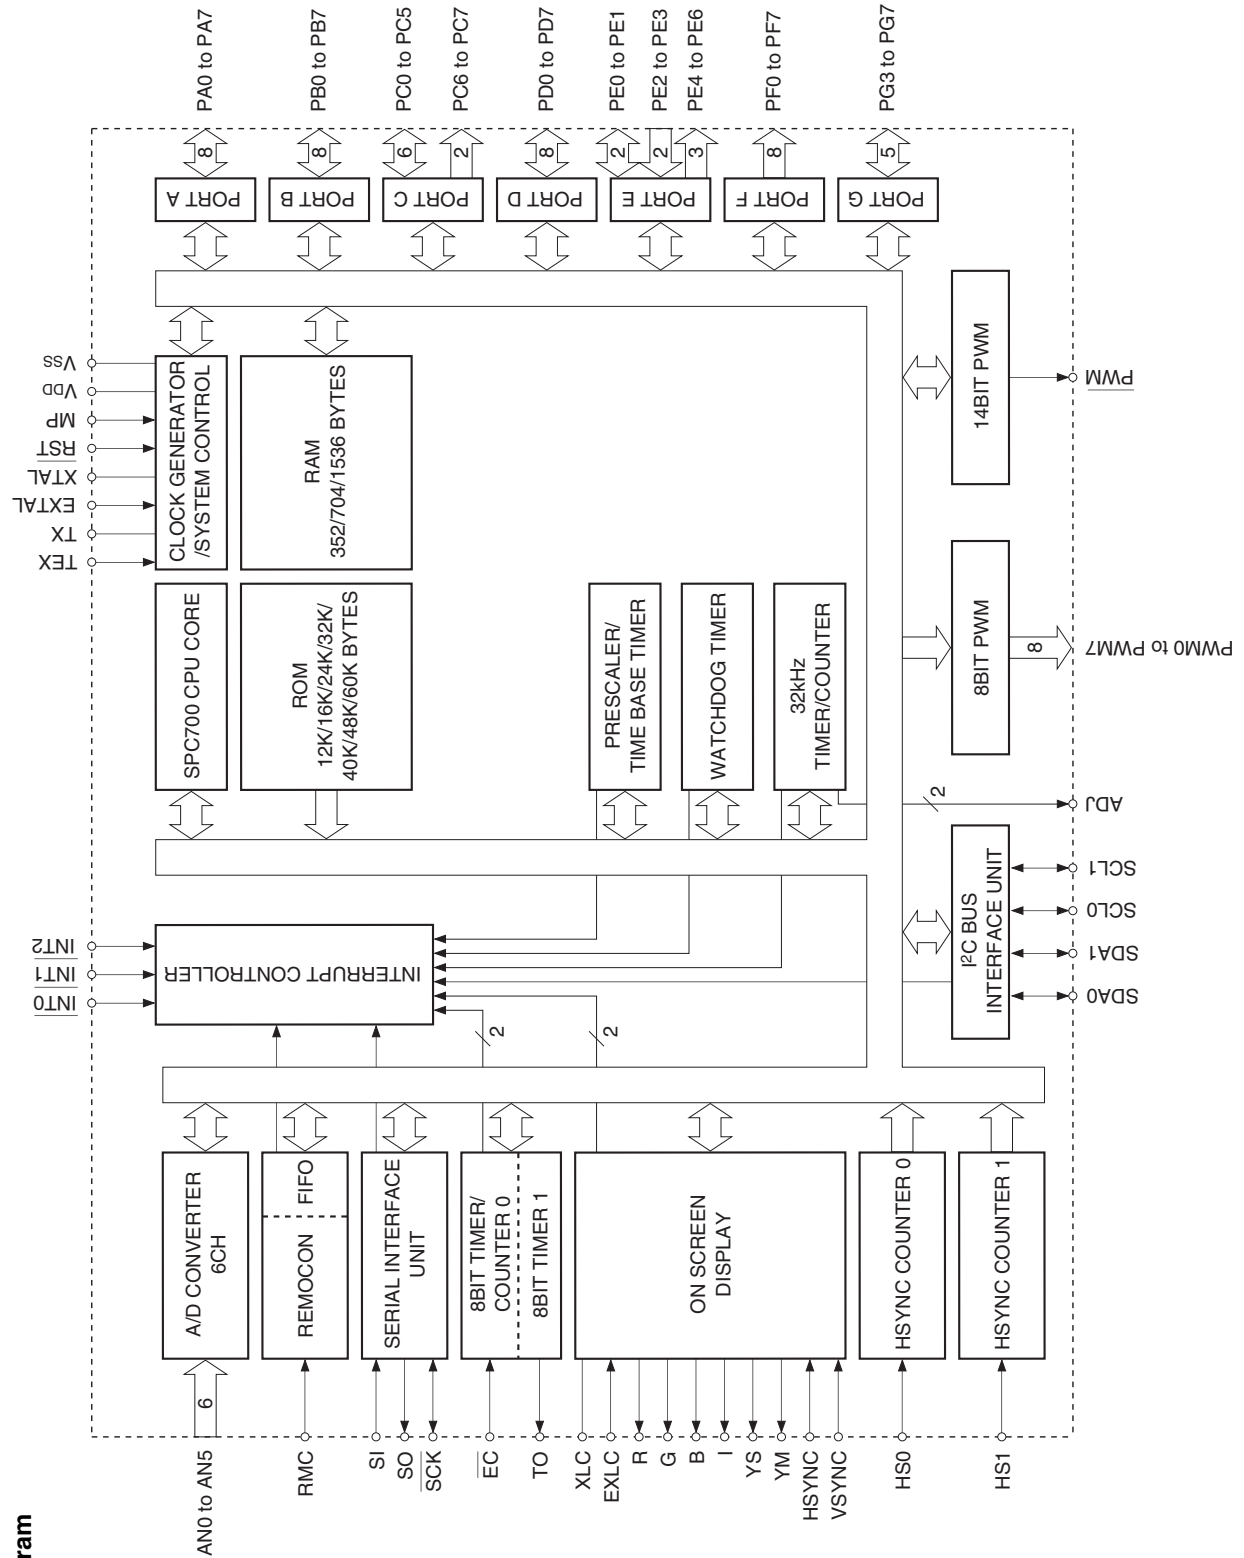 ram
AN0 to AN5
RMC
SI
SO
SCK
EC
TO
XLC
EXLC
R
G
B
I
YS
YM
HSYNC
VSYNC
HS0
HS1
6
A/D CONVERTER
6CH
REMOCON
FIFO
SERIAL INTERFACE
UNIT
8BIT TIMER/
COUNTER 0
8BIT TIMER 1
ON SCREEN
DISPLAY
HSYNC COUNTER 0
HSYNC COUNTER 1
2
2
INT0
INT1
INT2
INTERRUPT CONTROLLER
SPC700 CPU CORE
ROM
12K/16K/24K/32K/
40K/48K/60K BYTES
PRESCALER/
TIME BASE TIMER
WATCHDOG TIMER
32kHz
TIMER/COUNTER
TEX
TX
EXTAL
XTAL
RST
MP
VDD
VSS
CLOCK GENERATOR
/SYSTEM CONTROL
RAM
352/704/1536 BYTES
I²C BUS
INTERFACE UNIT
SDA0
SDA1
SCL0
SCL1
2
ADJ
8BIT PWM
8
PWM0 to PWM7
14BIT PWM
PWM
PORT A
8
PA0 to PA7
PORT B
8
PB0 to PB7
PORT C
6
PC0 to PC5
2
PC6 to PC7
PORT D
8
PD0 to PD7
PORT E
2
PE0 to PE1
2
PE2 to PE3
3
PE4 to PE6
PORT F
8
PF0 to PF7
PORT G
5
PG3 to PG7